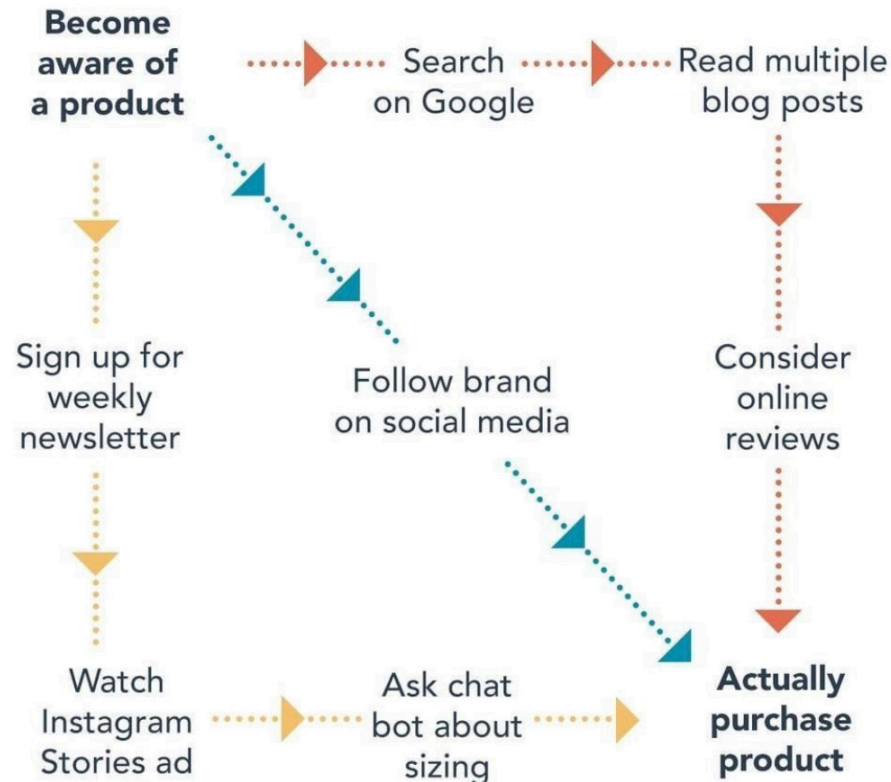 Become
aware of
a product
Search
on Google
Read multiple
blog posts
Sign up for
weekly
newsletter
Follow brand
on social media
Consider
online
reviews
Watch
Instagram
Stories ad
Ask chat
bot about
sizing
Actually
purchase
product